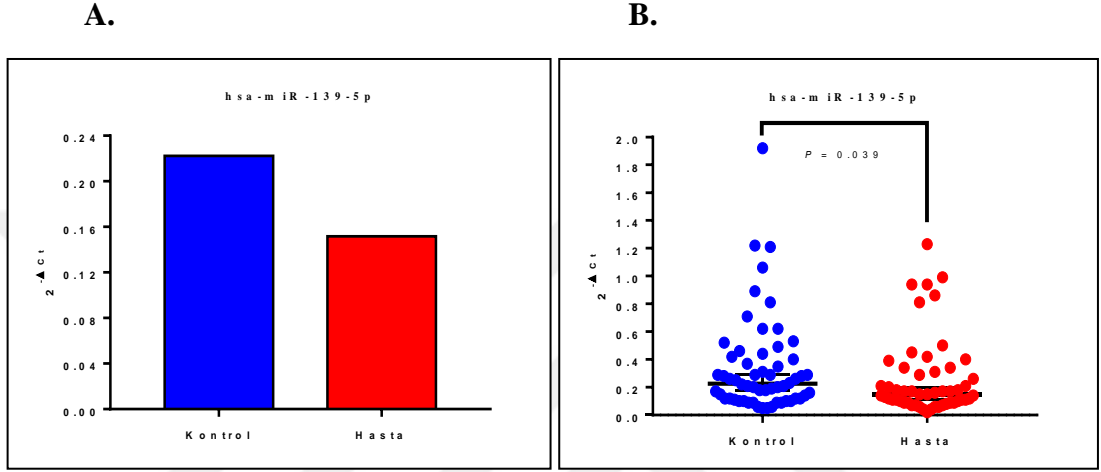 A.
hsa-miR-139-5p
0.24
0.20
0.16
0.12
0.08
0.04
0.00
2^-▲Ct
Kontrol Hasta
B.
hsa-miR-139-5p
P = 0.039
2.0
1.8
1.6
1.4
1.2
1.0
0.8
0.6
0.4
0.2
0.0
2^-▲Ct
Kontrol Hasta